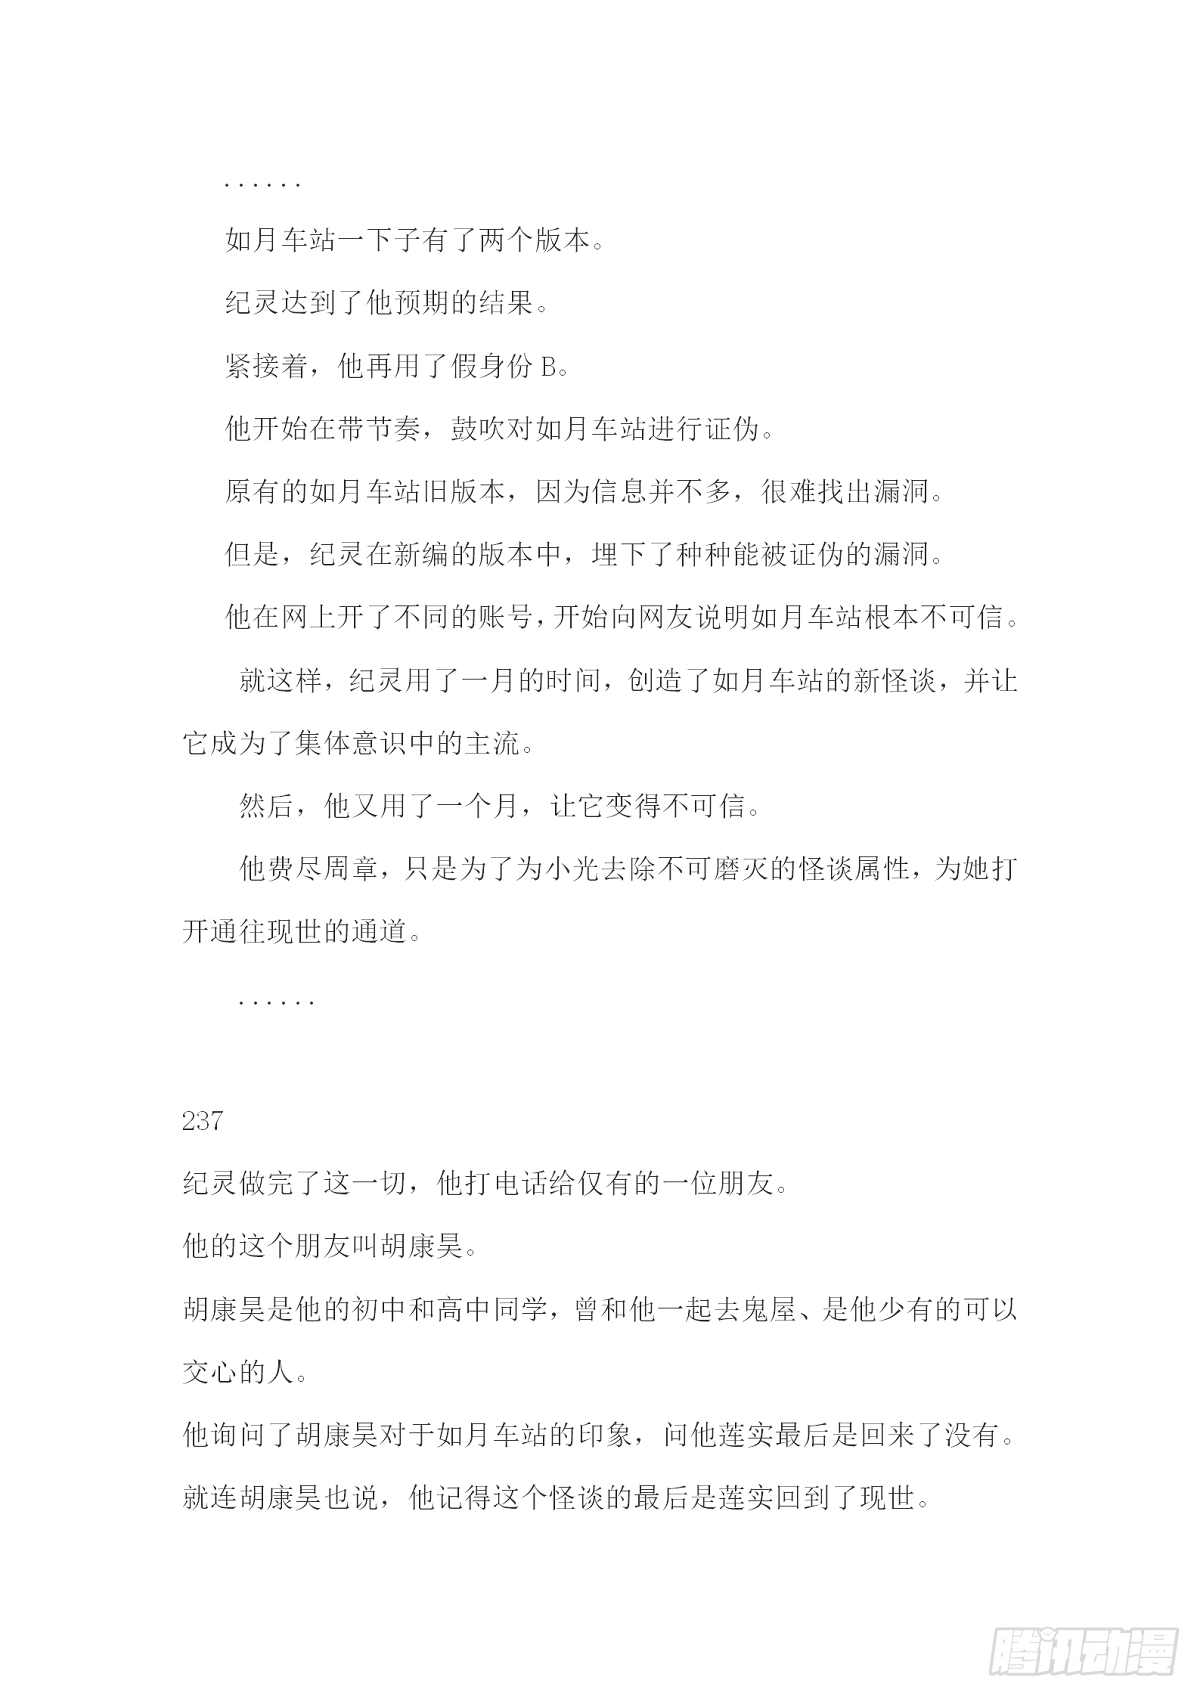 ......
如月车站一下子有了两个版本。
纪灵达到了他预期的结果。
紧接着，他再用了假身份 B。
他开始在带节奏，鼓吹对如月车站进行证伪。
原有的如月车站旧版本，因为信息并不多，很难找出漏洞。
但是，纪灵在新编的版本中，埋下了种种能被证伪的漏洞。
他在网上开了不同的账号，开始向网友说明如月车站根本不可信。
就这样，纪灵用了一月的时间，创造了如月车站的新怪谈，并让
它成为了集体意识中的主流。
然后，他又用了一个月，让它变得不可信。
他费尽周章，只是为了为小光去除不可磨灭的怪谈属性，为她打
开通往现世的通道。
......
237
纪灵做完了这一切，他打电话给仅有的一位朋友。
他的这个朋友叫胡康昊。
胡康昊是他的初中和高中同学，曾和他一起去鬼屋、是他少有的可以
交心的人。
他询问了胡康昊对于如月车站的印象，问他莲实最后是回来了没有。
就连胡康昊也说，他记得这个怪谈的最后是莲实回到了现世。
腾讯动漫